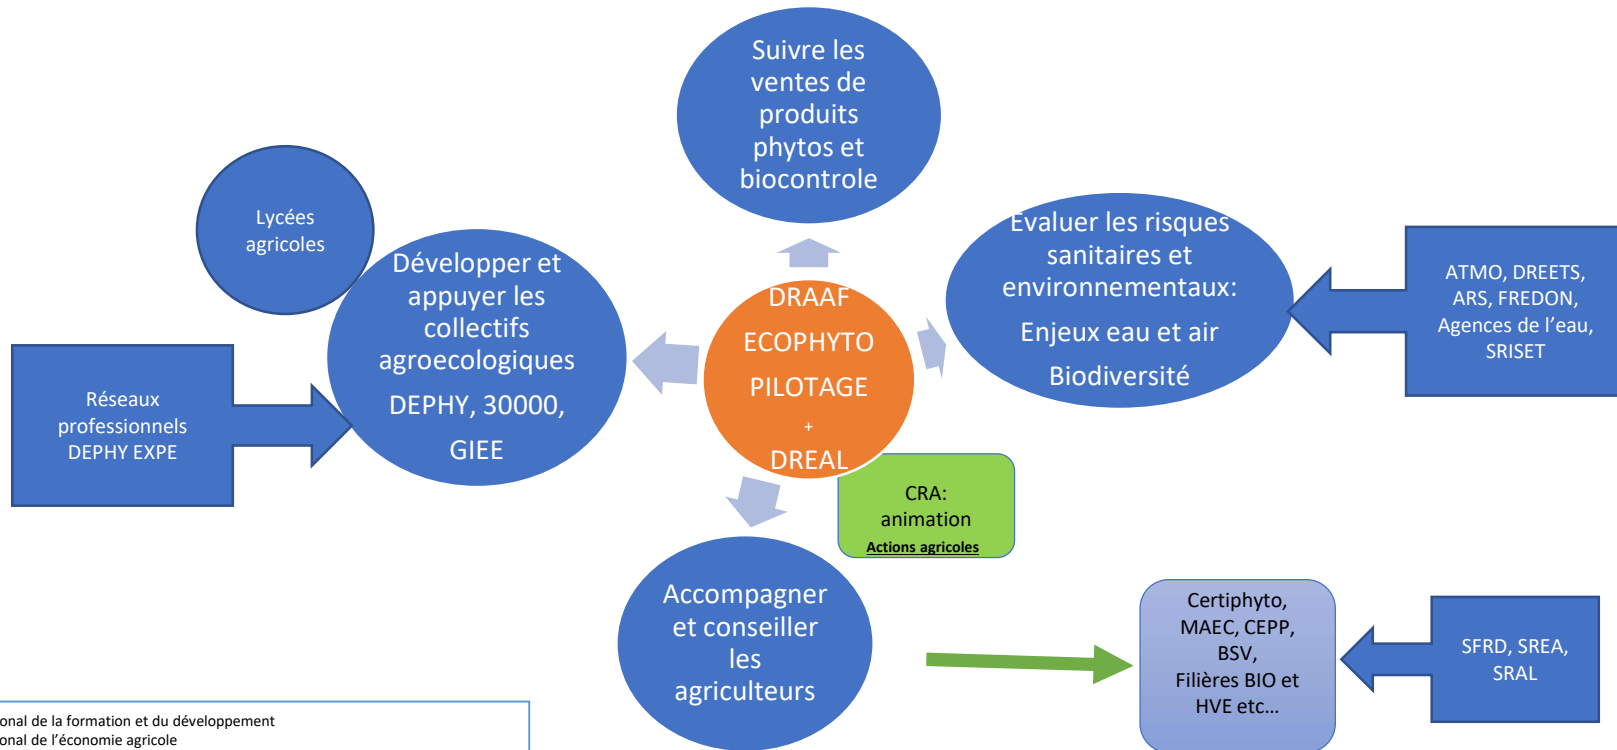 Suivre les
ventes de
produits
phytos et
biocontrole
Lycées
agricoles
Développer et
appuyer les
collectifs
agroecologiques
DEPHY, 30000,
GIEE
Réseaux
professionnels
DEPHY EXPE
DRAAF
ECOPHYTO
PILOTAGE
+
DREAL
Evaluer les risques
sanitaires et
environnementaux:
Enjeux eau et air
Biodiversité
ATMO, DREETS,
ARS, FREDON,
Agences de l’eau,
SRISET
CRA:
animation
Actions agricoles
Accompagner
et conseiller
les
agriculteurs
Certiphyto,
MAEC, CEPP,
BSV,
Filières BIO et
HVE etc…
SFRD, SREA,
SRAL
onal de la formation et du développement
onal de l’économie agricole